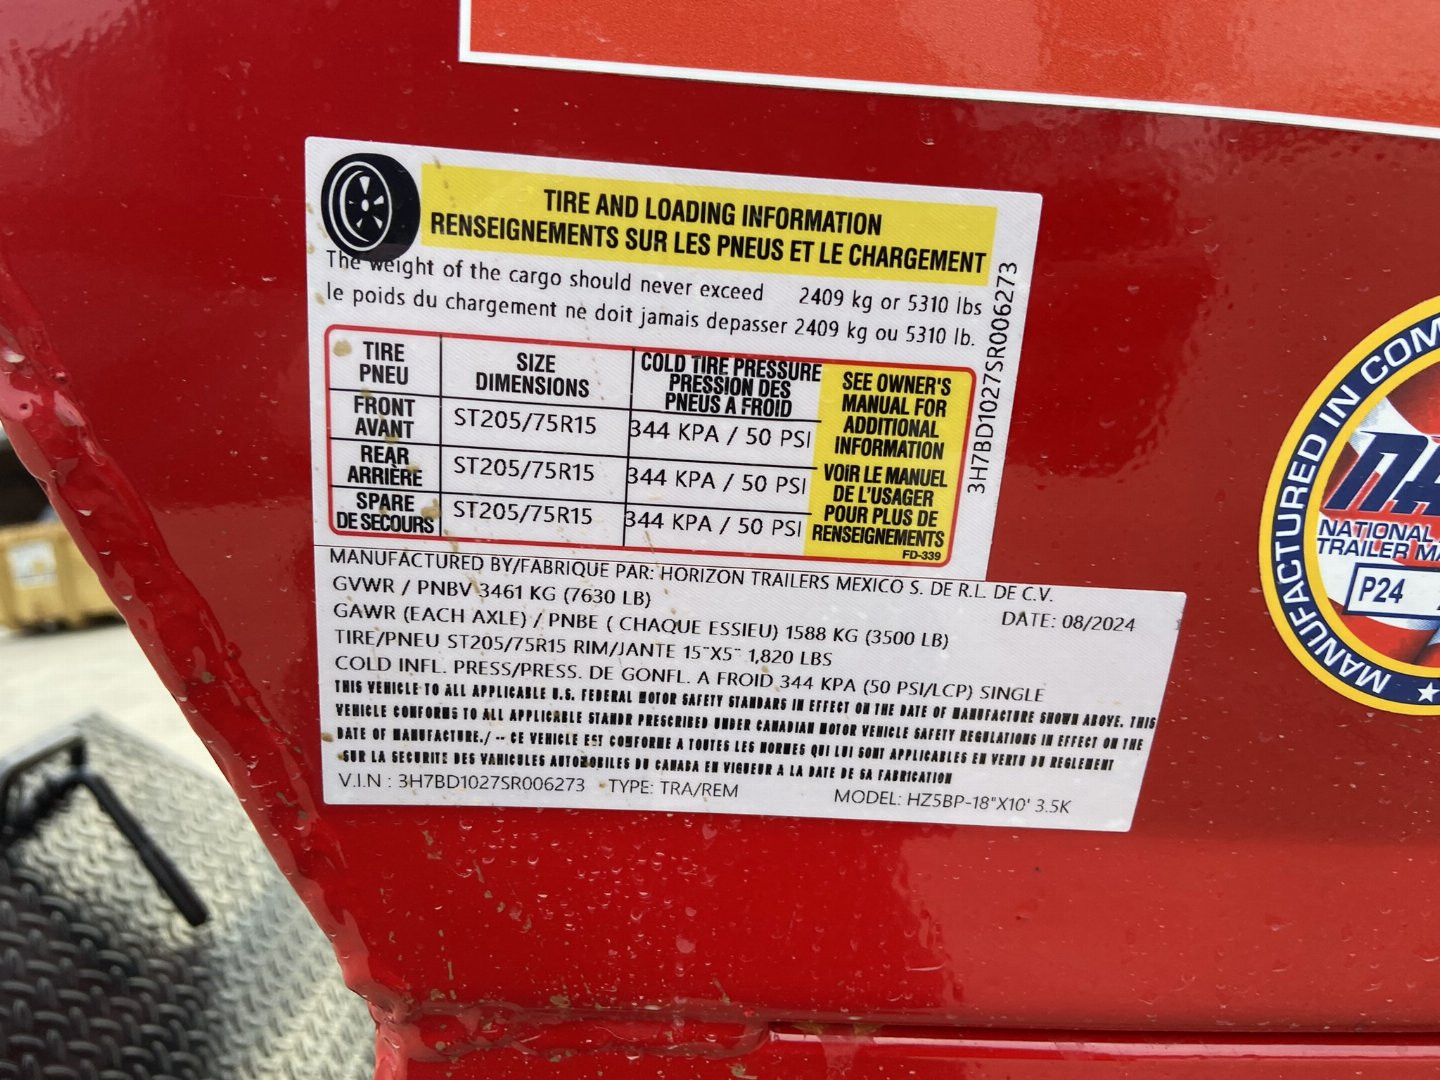 TIRE AND LOADING INFORMATION
RENSEIGNEMENTS SUR LES PNEUS ET LE CHARGEMENT
The weight of the cargo should never exceed 2409 kg or 5310 lbs
le poids du chargement ne doit jamais depasser 2409 kg ou 5310 lb.
TIRE
PNEU
SIZE
DIMENSIONS
COLD TIRE PRESSURE
PRESSION DES
PNEUS A FROID
FRONT
AVANT
ST205/75R15
344 KPA / 50 PSI
REAR
ARRIÈRE
ST205/75R15
344 KPA / 50 PSI
SPARE
DE SECOURS
ST205/75R15
344 KPA / 50 PSI
SEE OWNER'S
MANUAL FOR
ADDITIONAL
INFORMATION
VOIR LE MANUEL
DE L'USAGER
POUR PLUS DE
RENSEIGNEMENTS
FD-339
3H7BD1027SR006273
MANUFACTURED BY/FABRIQUE PAR: HORIZON TRAILERS MEXICO S. DE R.L. DE C.V.
GVWR / PNBV 3461 KG (7630 LB) DATE: 08/2024
GAWR (EACH AXLE) / PNBE ( CHAQUE ESSIEU) 1588 KG (3500 LB)
TIRE/PNEU ST205/75R15 RIM/JANTE 15"X5" 1,820 LBS
COLD INFL. PRESS/PRESS. DE GONFL. A FROID 344 KPA (50 PSI/LCP) SINGLE
THIS VEHICLE TO ALL APPLICABLE U.S. FEDERAL MOTOR SAFETY STANDARS IN EFFECT ON THE DATE OF MANUFACTURE SHOWN ABOVE. THIS
VEHICLE CONFORMS TO ALL APPLICABLE STANDR PRESCRIBED UNDER CANADIAN MOTOR VEHICLE SAFETY REGULATIONS IN EFFECT ON THE
DATE OF MANUFACTURE./ -- CE VEHICLE EST CONFORME A TOUTES LES NORMES QUI LUI SONT APPLICABLES EN VERTU DU REGLEMENT
SUR LA SECURITE DES VAHICULES AUTOMOBILES DU CANADA EN VIGUEUR A LA DATE DE SA FABRICATION
V.I.N : 3H7BD1027SR006273 TYPE: TRA/REM MODEL: HZ5BP-18"X10' 3.5K
MANUFACTURED IN COM
NA
NATIONAL
TRAILER MA
P24
MANUFA